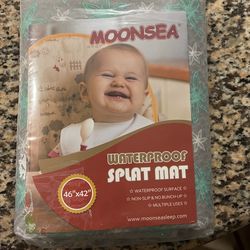 MOONSEA
WATERPROOF
SPLAT MAT
46"x42"
☆ WATERPROOF SURFACE ☆
☆ NON-SLIP & NO BUNCH-UP ☆
☆ MULTIPLE USES ☆
www.moonseasleep.com